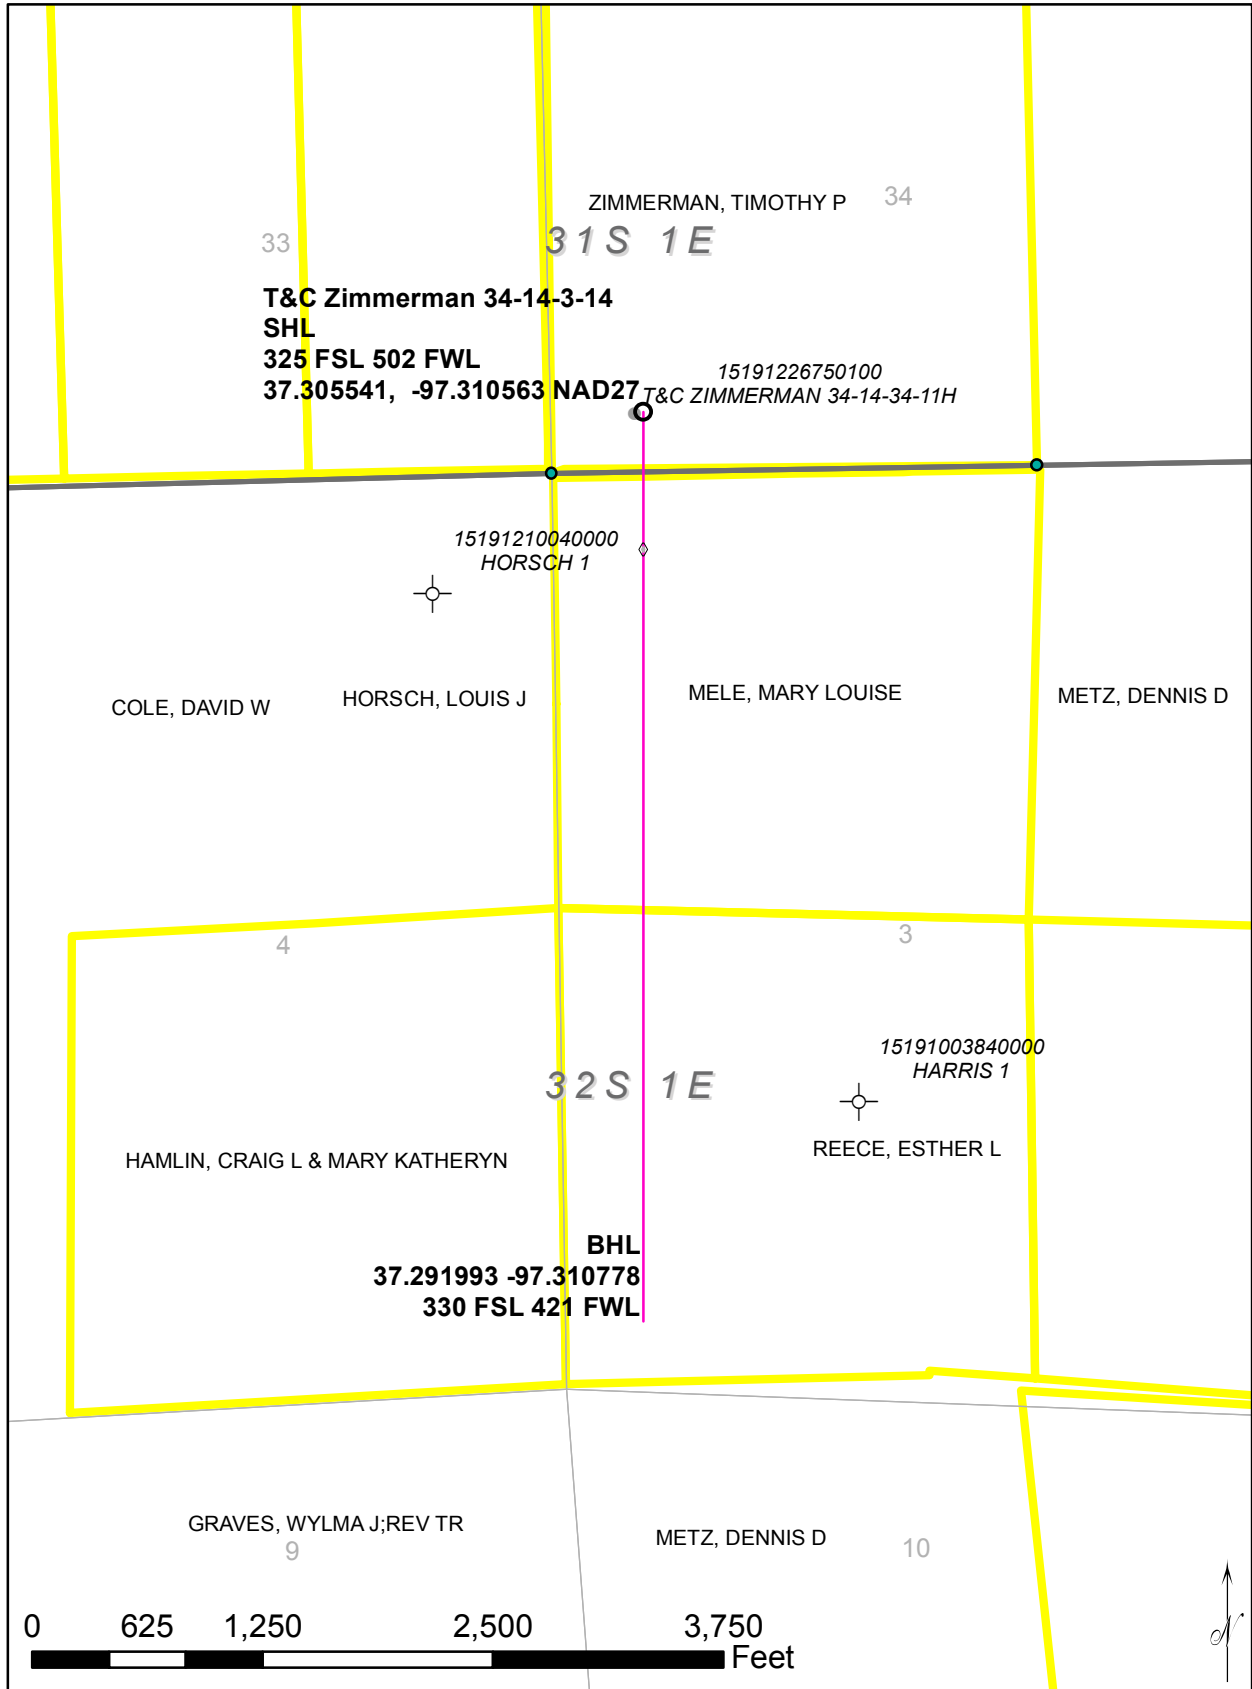 ZIMMERMAN, TIMOTHY P
34
33
31S 1E
T&C Zimmerman 34-14-3-14
SHL
325 FSL 502 FWL
37.305541, -97.310563 NAD27
15191226750100
T&C ZIMMERMAN 34-14-34-11H
15191210040000
HORSCH 1
COLE, DAVID W
HORSCH, LOUIS J
MELE, MARY LOUISE
METZ, DENNIS D
4
3
15191003840000
HARRIS 1
32S 1E
HAMLIN, CRAIG L & MARY KATHERYN
REECE, ESTHER L
BHL
37.291993 -97.310778
330 FSL 421 FWL
GRAVES, WYLMA J;REV TR
9
METZ, DENNIS D
10
0 625 1,250 2,500 3,750
Feet
N